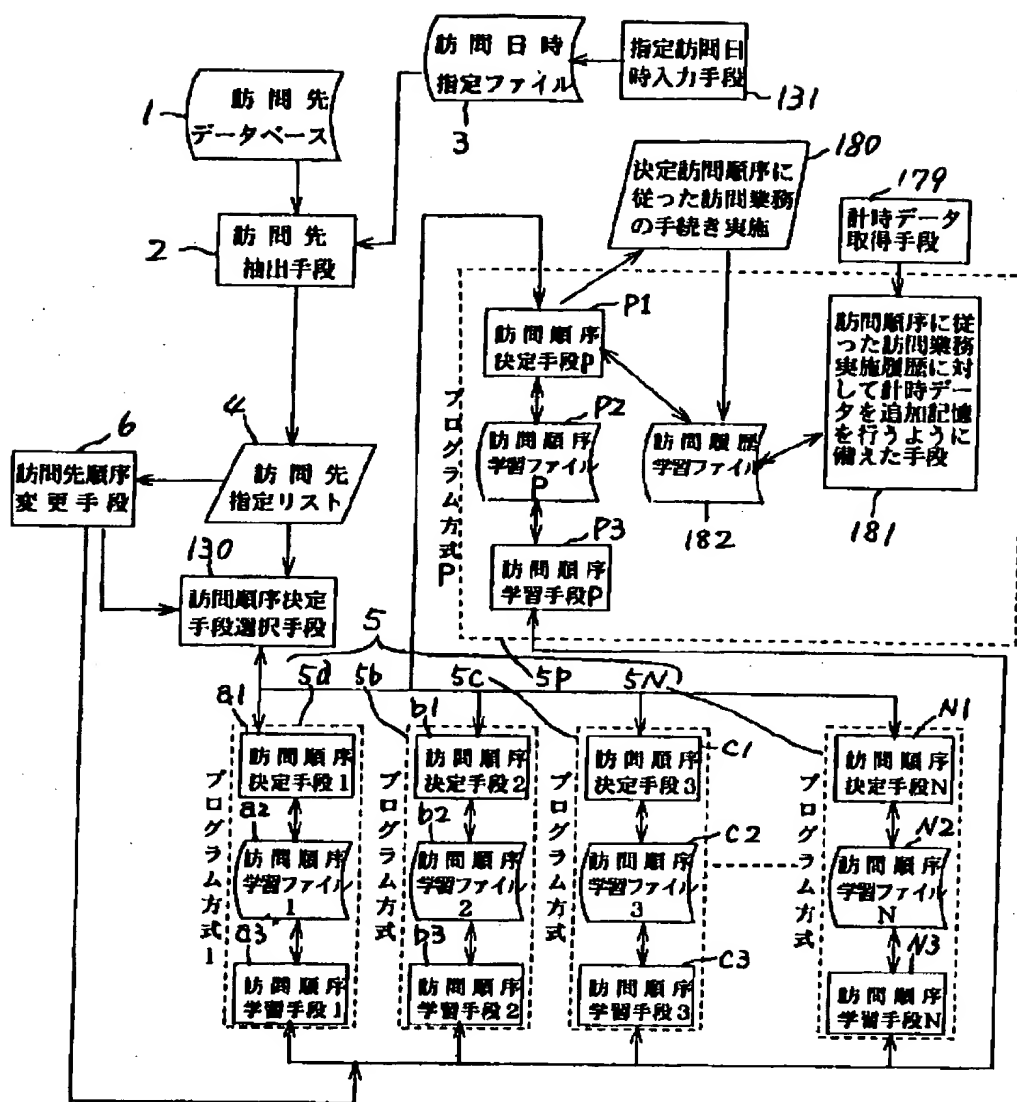 訪問日時
指定ファイル
3
指定訪問日
時入力手段
131
1
訪問先
データベース
2
訪問先
抽出手段
180
決定訪問順序に
従った訪問業務
の手続き実施
179
計時データ
取得手段
P1
訪問順序
決定手段P
P2
訪問順序
学習ファイル
P
P3
訪問順序
学習手段P
プログラム方式P
訪問履歴
学習ファイル
182
訪問順序に従
った訪問業務
実施履歴に対
して計時デー
タを追加記憶
を行うように
備えた手段
181
6
訪問先順序
変更手段
4
訪問先
指定リスト
130
訪問順序決定
手段選択手段
5
5a
5b
5c
5P
5N
a1
訪問順序
決定手段1
a2
訪問順序
学習ファイル
1
a3
訪問順序
学習手段1
プログラム方式1
b1
訪問順序
決定手段2
b2
訪問順序
学習ファイル
2
b3
訪問順序
学習手段2
プログラム方式
C1
訪問順序
決定手段3
C2
訪問順序
学習ファイル
3
C3
訪問順序
学習手段3
プログラム方式
N1
訪問順序
決定手段N
N2
訪問順序
学習ファイル
N
N3
訪問順序
学習手段N
プログラム方式